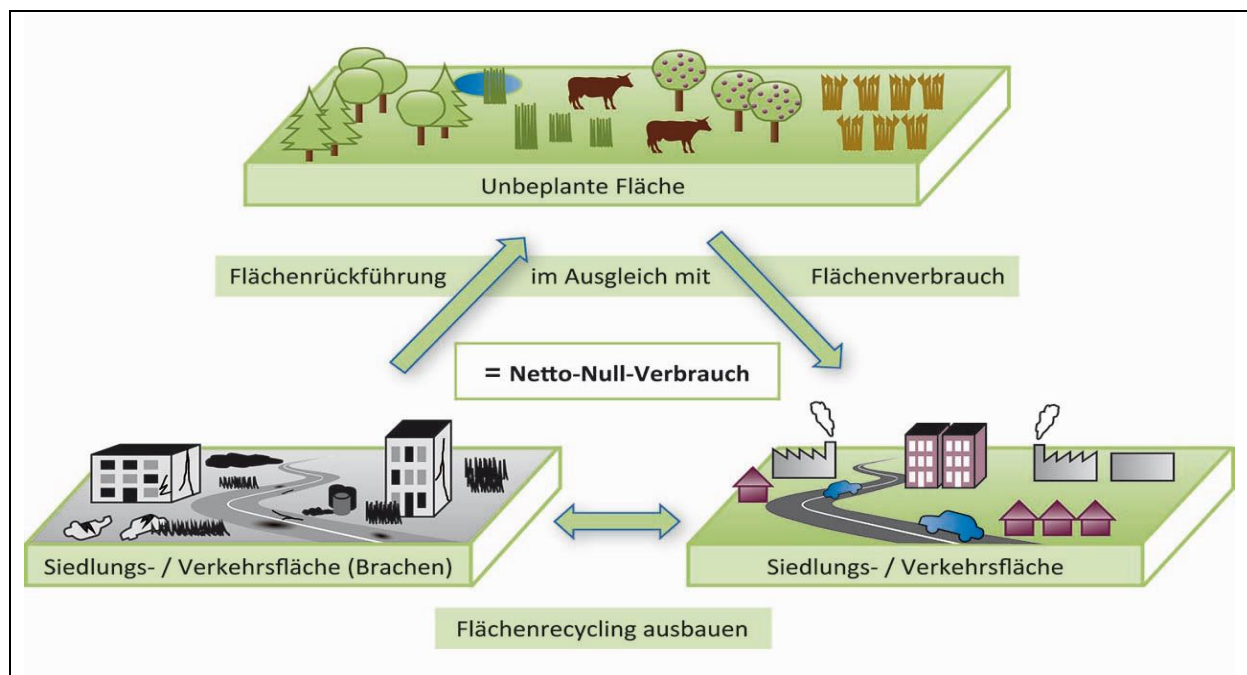 Unbeplante Fläche
Flächenrückführung im Ausgleich mit Flächenverbrauch
= Netto-Null-Verbrauch
Siedlungs- / Verkehrsfläche (Brachen)
Siedlungs- / Verkehrsfläche
Flächenrecycling ausbauen